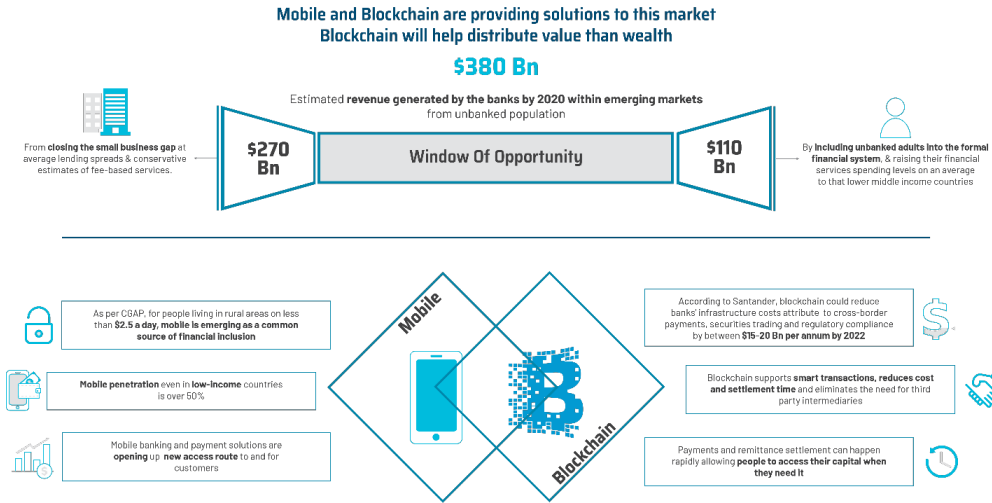 Mobile and Blockchain are providing solutions to this market
Blockchain will help distribute value than wealth
$380 Bn
Estimated revenue generated by the banks by 2020 within emerging markets
from unbanked population
From closing the small business gap at
average lending spreads & conservative
estimates of fee-based services.
$270
Bn
Window Of Opportunity
$110
Bn
By including unbanked adults into the formal
financial system, & raising their financial
services spending levels on an average
to that lower middle income countries
Mobile
As per CGAP, for people living in rural areas on less
than $2.5 a day, mobile is emerging as a common
source of financial inclusion
Mobile penetration even in low-income countries
is over 50%
Mobile banking and payment solutions are
opening up new access route to and for
customers
Blockchain
According to Santander, blockchain could reduce
banks' infrastructure costs attribute to cross-border
payments, securities trading and regulatory compliance
by between $15-20 Bn per annum by 2022
Blockchain supports smart transactions, reduces cost
and settlement time and eliminates the need for third
party intermediaries
Payments and remittance settlement can happen
rapidly allowing people to access their capital when
they need it